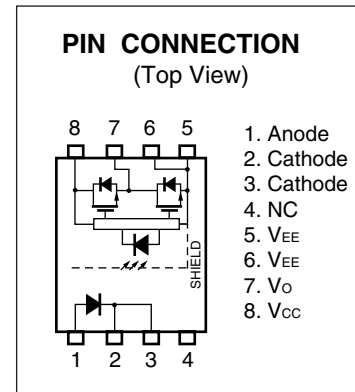 PIN CONNECTION
(Top View)
8 7 6 5
1. Anode
2. Cathode
3. Cathode
4. NC
5. VEE
6. VEE
7. VO
8. VCC
SHIELD
1 2 3 4